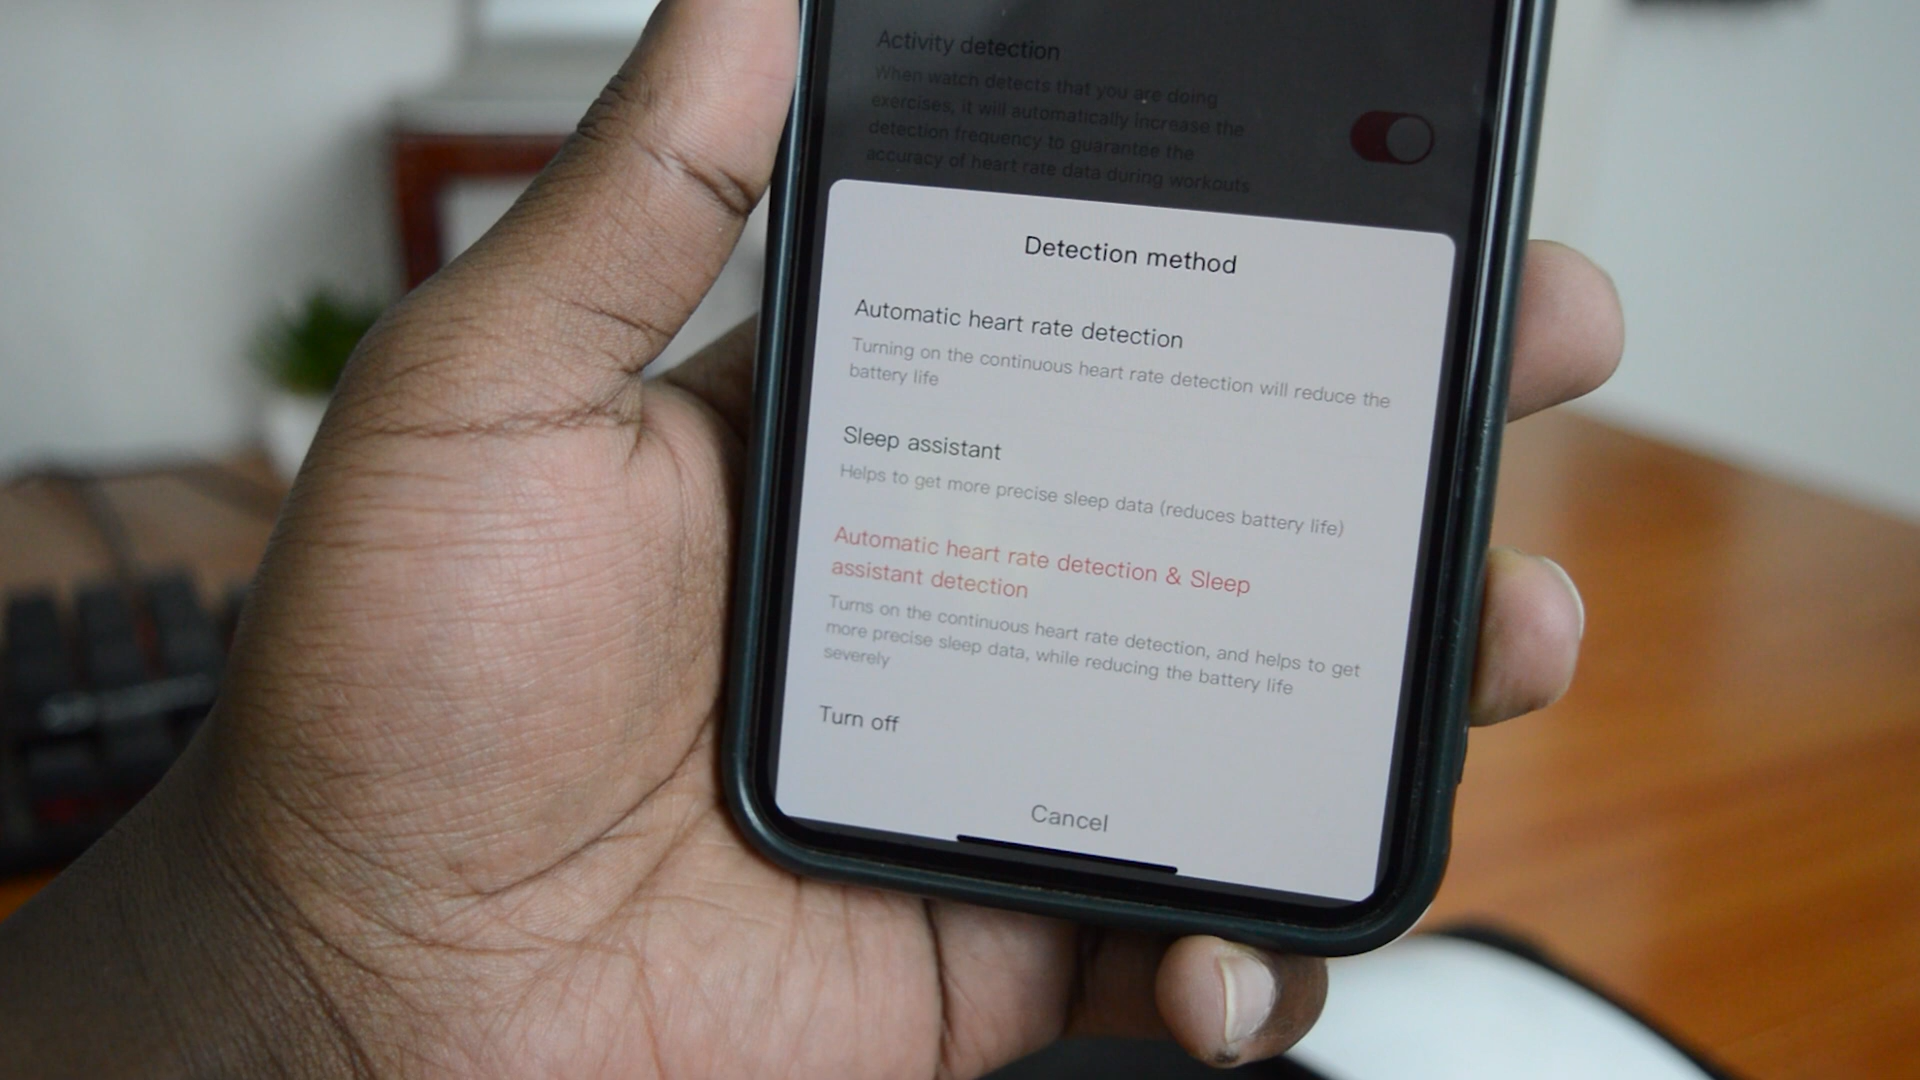 Activity detection
When watch detects that you are doing
exercises, it will automatically increase the
detection frequency to guarantee the
accuracy of heart rate data during workouts
Detection method
Automatic heart rate detection
Turning on the continuous heart rate detection will reduce the
battery life
Sleep assistant
Helps to get more precise sleep data (reduces battery life)
Automatic heart rate detection & Sleep
assistant detection
Turns on the continuous heart rate detection, and helps to get
more precise sleep data, while reducing the battery life
severely
Turn off
Cancel